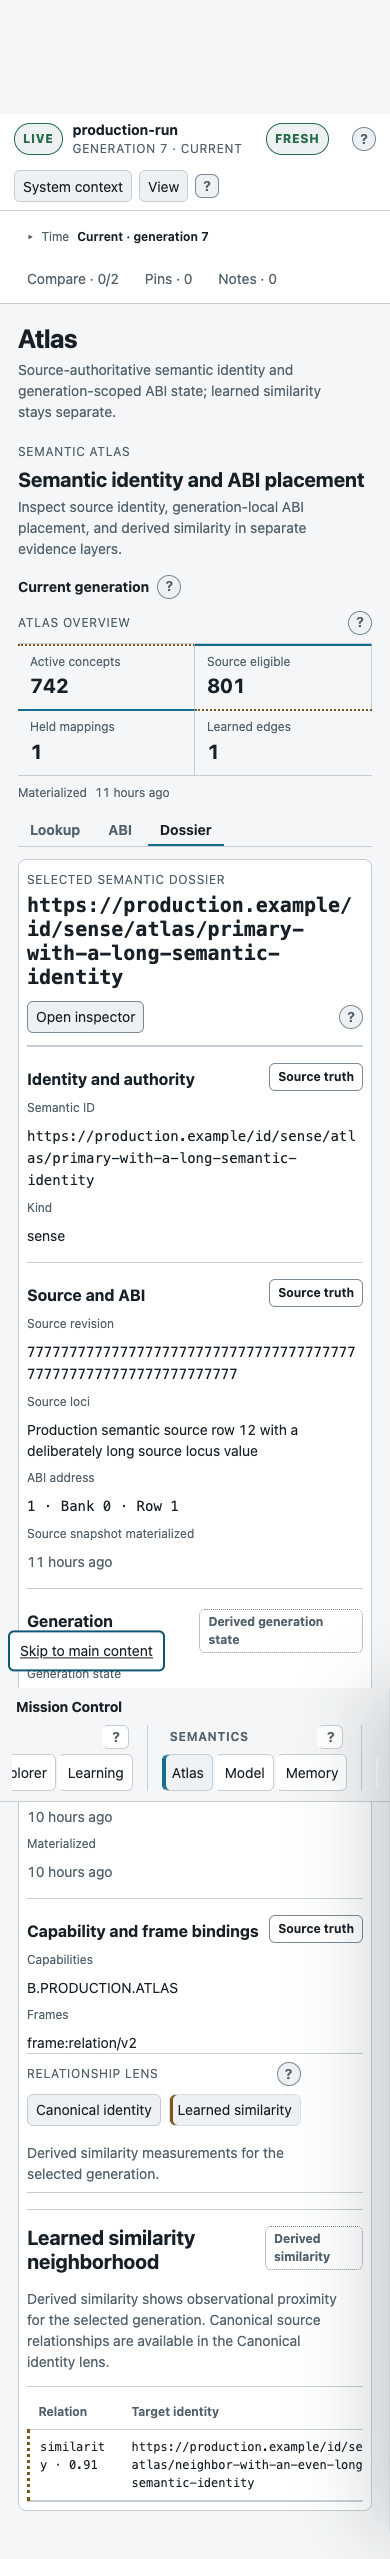 LIVE
production-run
GENERATION 7 · CURRENT
FRESH
?
System context
View
?
Time Current · generation 7
Compare · 0/2 Pins · 0 Notes · 0
Atlas
Source-authoritative semantic identity and
generation-scoped ABI state; learned similarity
stays separate.
SEMANTIC ATLAS
Semantic identity and ABI placement
Inspect source identity, generation-local ABI
placement, and derived similarity in separate
evidence layers.
Current generation ?
ATLAS OVERVIEW ?
Active concepts
742
Source eligible
801
Held mappings
1
Learned edges
1
Materialized 11 hours ago
Lookup ABI Dossier
SELECTED SEMANTIC DOSSIER
https://production.example/
id/sense/atlas/primary-
with-a-long-semantic-
identity
Open inspector ?
Identity and authority Source truth
Semantic ID
https://production.example/id/sense/atl
as/primary-with-a-long-semantic-
identity
Kind
sense
Source and ABI Source truth
Source revision
777777777777777777777777777777777777777
7777777777777777777777777
Source loci
Production semantic source row 12 with a
deliberately long source locus value
ABI address
1 · Bank 0 · Row 1
Source snapshot materialized
11 hours ago
Generation
Derived generation
state
Skip to main content
Generation state
Mission Control
? SEMANTICS ?
plorer Learning Atlas Model Memory
10 hours ago
Materialized
10 hours ago
Capability and frame bindings Source truth
Capabilities
B.PRODUCTION.ATLAS
Frames
frame:relation/v2
RELATIONSHIP LENS ?
Canonical identity Learned similarity
Derived similarity measurements for the
selected generation.
Learned similarity
neighborhood
Derived
similarity
Derived similarity shows observational proximity
for the selected generation. Canonical source
relationships are available in the Canonical
identity lens.
Relation Target identity
similarit
y · 0.91
https://production.example/id/se
atlas/neighbor-with-an-even-long
semantic-identity